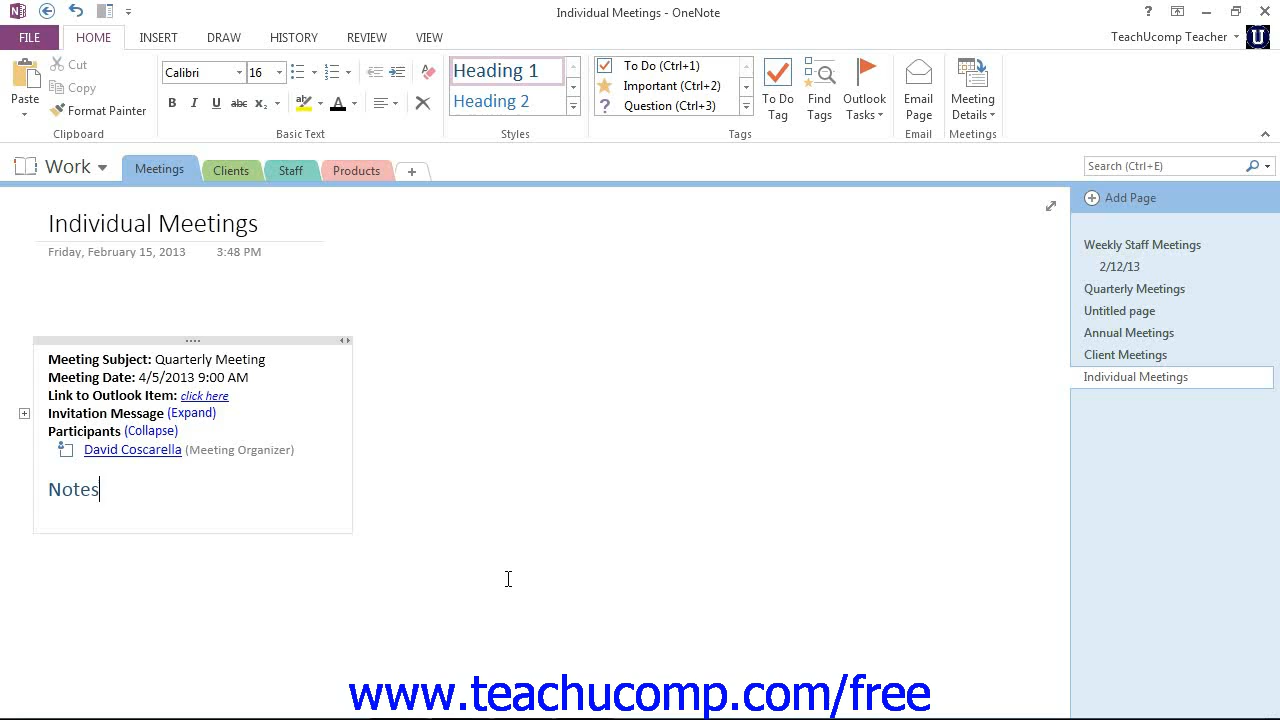 Individual Meetings - OneNote
?
FILE HOME INSERT DRAW HISTORY REVIEW VIEW
TeachUcomp Teacher
U
Paste
Cut
Copy
Format Painter
Clipboard
Calibri 16
B I U abc x₂ A
Basic Text
Heading 1
Heading 2
Styles
To Do (Ctrl+1)
Important (Ctrl+2)
? Question (Ctrl+3)
To Do Tag
Find Tags
Outlook Tasks
Tags
Email Page
Email
Meeting Details
Meetings
Work Meetings Clients Staff Products +
Search (Ctrl+E)
Individual Meetings
Friday, February 15, 2013 3:48 PM
Meeting Subject: Quarterly Meeting
Meeting Date: 4/5/2013 9:00 AM
Link to Outlook Item: click here
Invitation Message (Expand)
Participants (Collapse)
David Coscarella (Meeting Organizer)
Notes
Add Page
Weekly Staff Meetings
2/12/13
Quarterly Meetings
Untitled page
Annual Meetings
Client Meetings
Individual Meetings
www.teachucomp.com/free